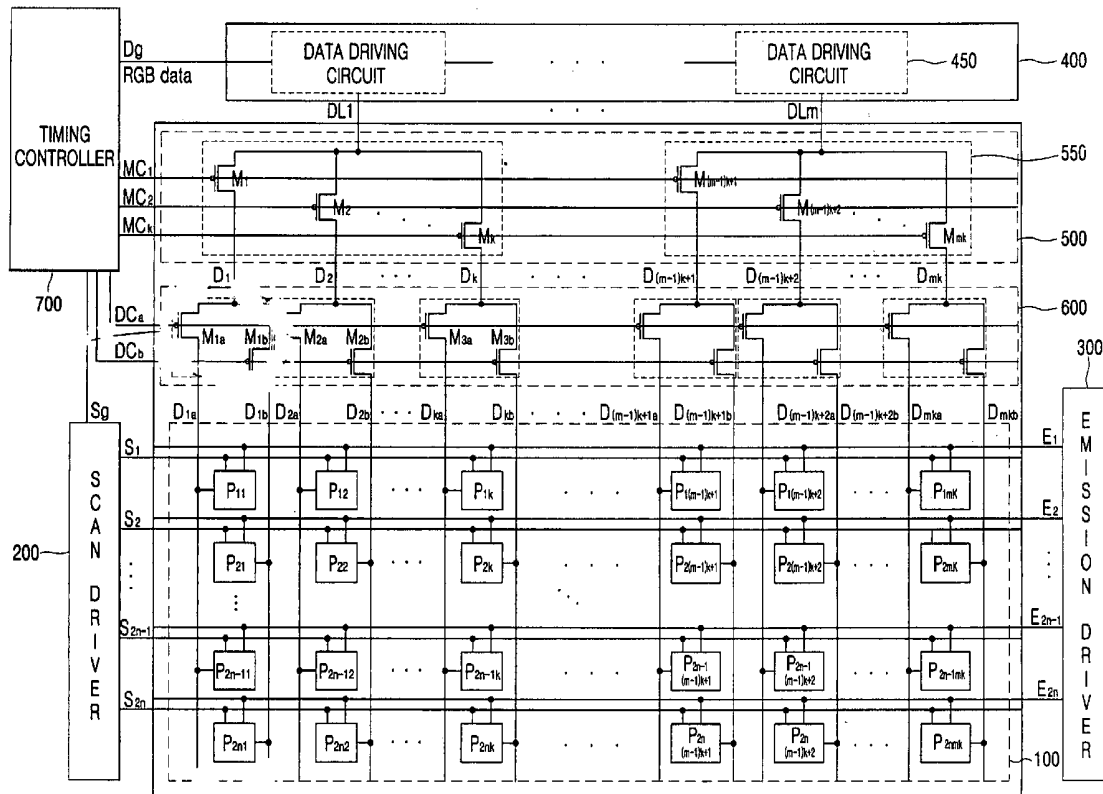 Dg
RGB data
DATA DRIVING CIRCUIT
. . .
DATA DRIVING CIRCUIT
450
400
TIMING CONTROLLER
DL1
. . .
DLm
550
MC1
M1
M(m-1)k+1
MC2
M2
M(m-1)k+2
MCk
Mk
Mmk
500
700
D1
D2
. . .
Dk
. . .
D(m-1)k+1
D(m-1)k+2
. . .
Dmk
600
DCa
M1a
M1b
M2a
M2b
M3a
M3b
DCb
300
Sg
D1a
D1b
D2a
D2b
. . .
Dka
Dkb
. . .
D(m-1)k+1a
D(m-1)k+1b
D(m-1)k+2a
D(m-1)k+2b
Dmka
Dmkb
SCAN DRIVER
200
EMISSION DRIVER
S1
E1
P11
P12
. . .
P1k
. . .
P1(m-1)k+1
P1(m-1)k+2
. . .
P1mK
S2
E2
P21
P22
. . .
P2k
. . .
P2(m-1)k+1
P2(m-1)k+2
. . .
P2mK
S2n-1
E2n-1
P2n-11
P2n-12
. . .
P2n-1k
. . .
P2n-1(m-1)k+1
P2n-1(m-1)k+2
. . .
P2n-1mk
S2n
E2n
P2n1
P2n2
. . .
P2nk
. . .
P2n(m-1)k+1
P2n(m-1)k+2
. . .
P2nmk
100